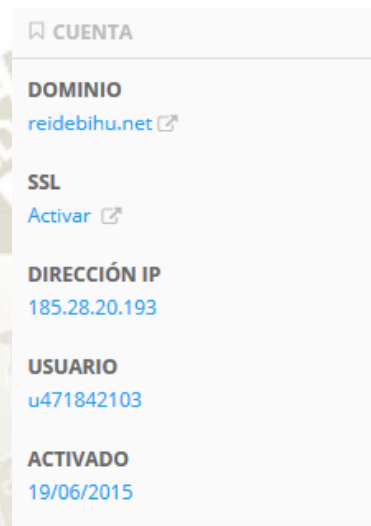 CUENTA
DOMINIO
reidebihu.net
SSL
Activar
DIRECCIÓN IP
185.28.20.193
USUARIO
u471842103
ACTIVADO
19/06/2015